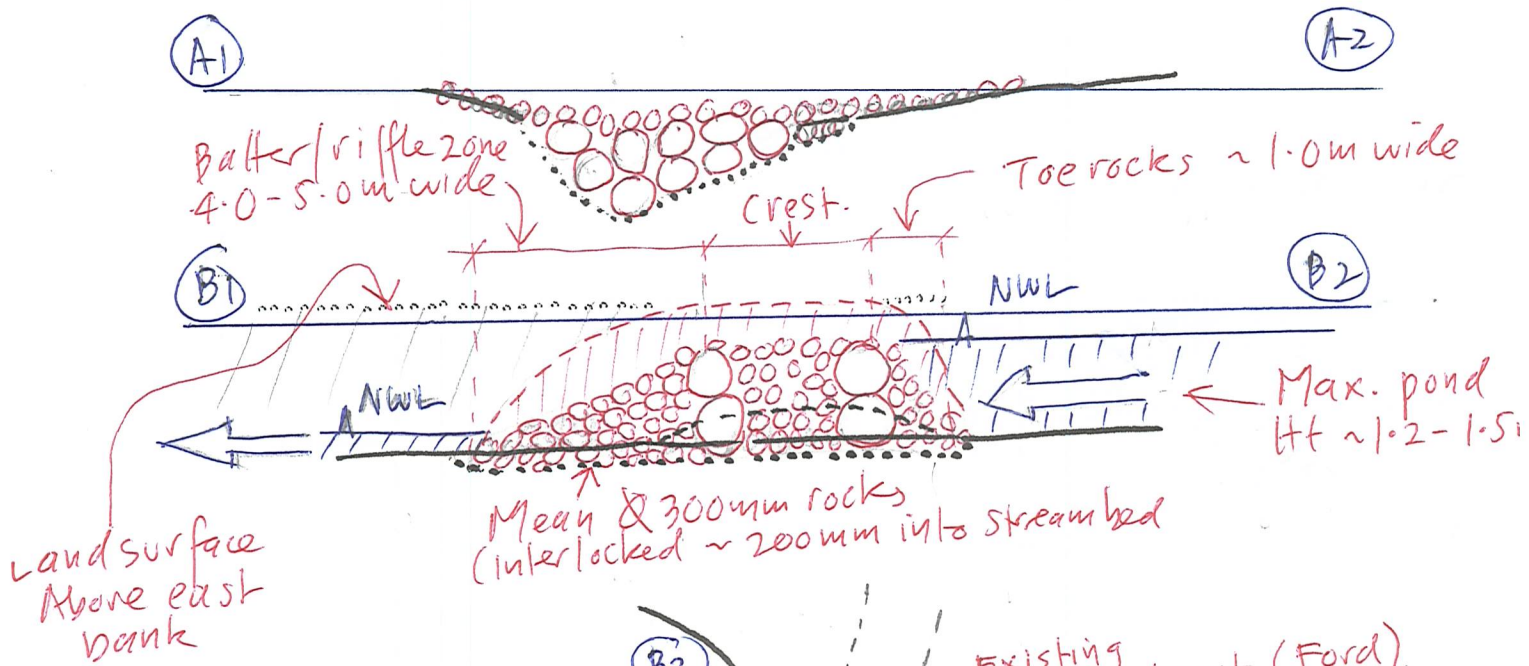 A1
A2
Batter/riffle zone
4.0-5.0m wide
Toe rocks ~ 1.0m wide
Crest.
B1
B2
NWL
NWL
Max. pond
Ht ~1.2-1.5
Mean Ø 300mm rocks
(interlocked ~ 200mm into streambed
Land surface
Above east
bank
B2
Existing
(Ford)